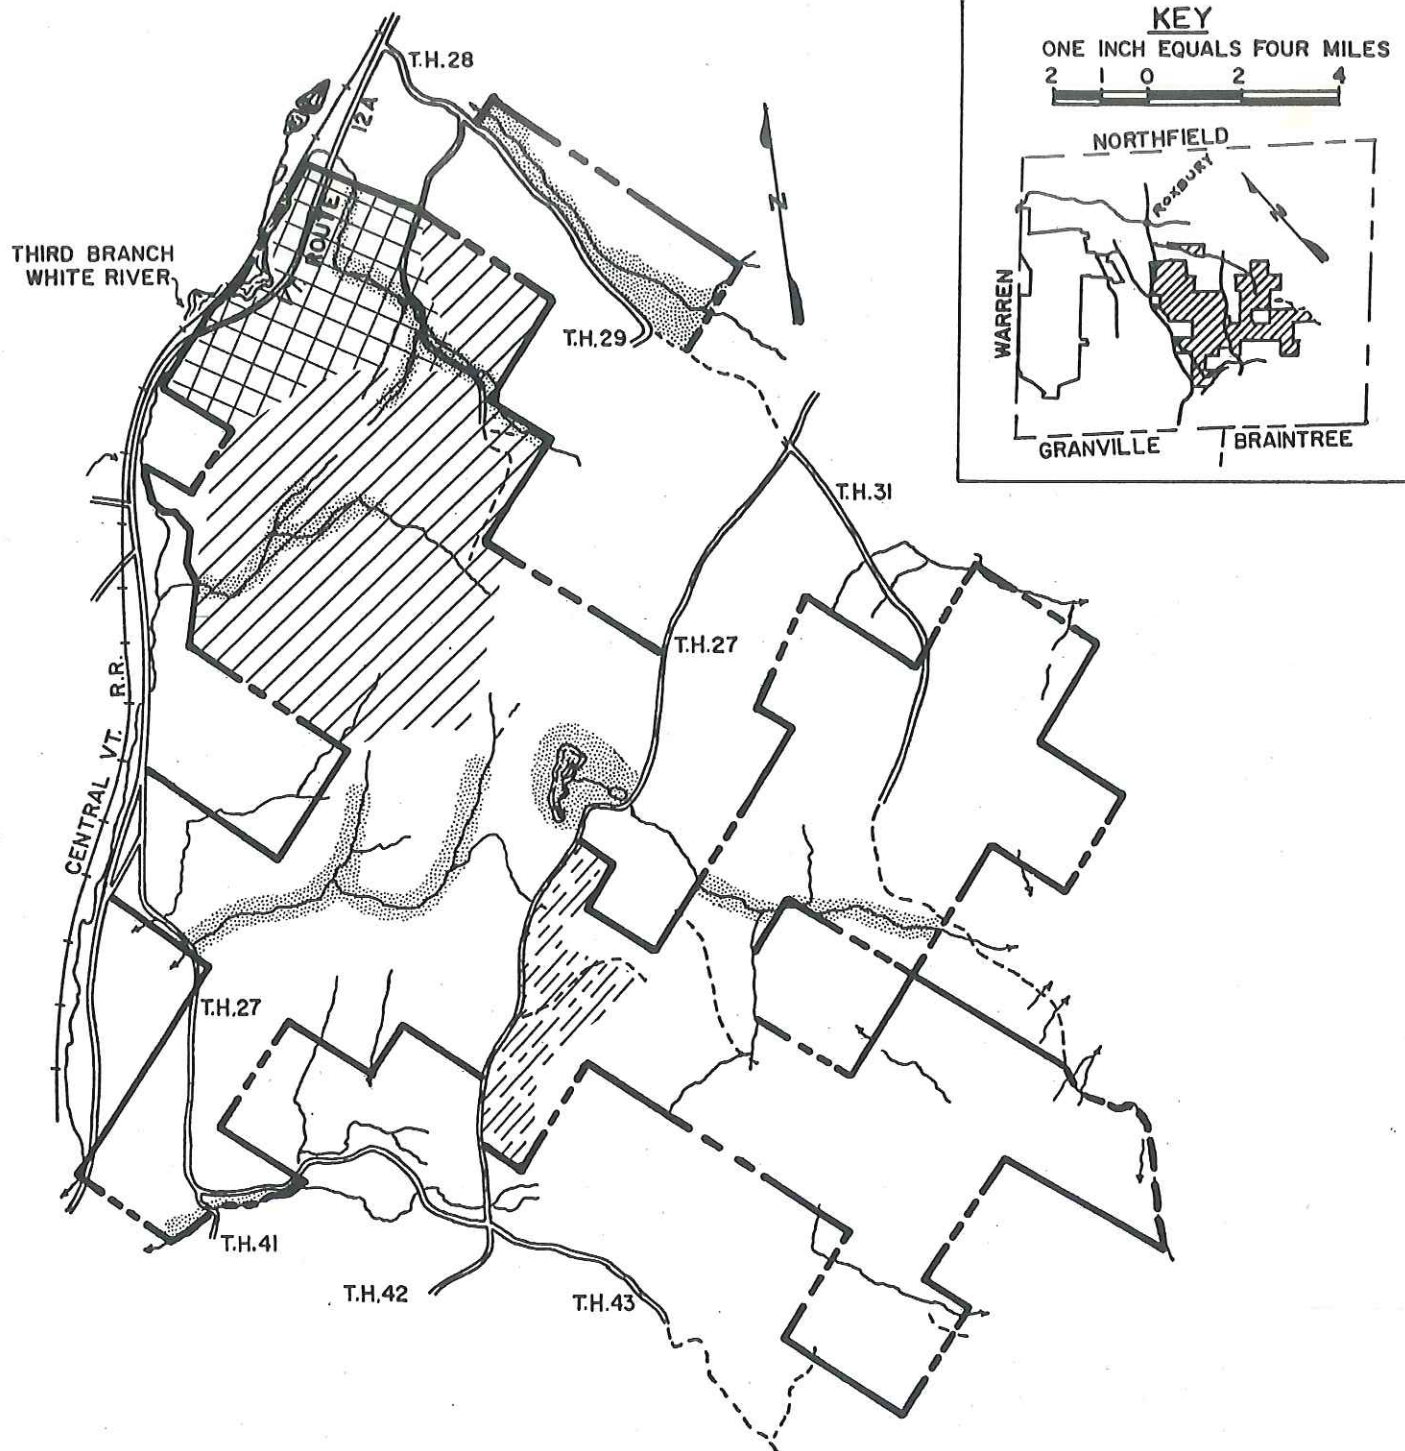 KEY
ONE INCH EQUALS FOUR MILES
2 1 0 2 4
NORTHFIELD
ROXBURY
N
WARREN
GRANVILLE
BRAINTREE
T.H.28
12A
ROUTE
N
THIRD BRANCH
WHITE RIVER
T.H.29
T.H.31
T.H.27
CENTRAL VT. R.R.
T.H.27
T.H.41
T.H.42
T.H.43